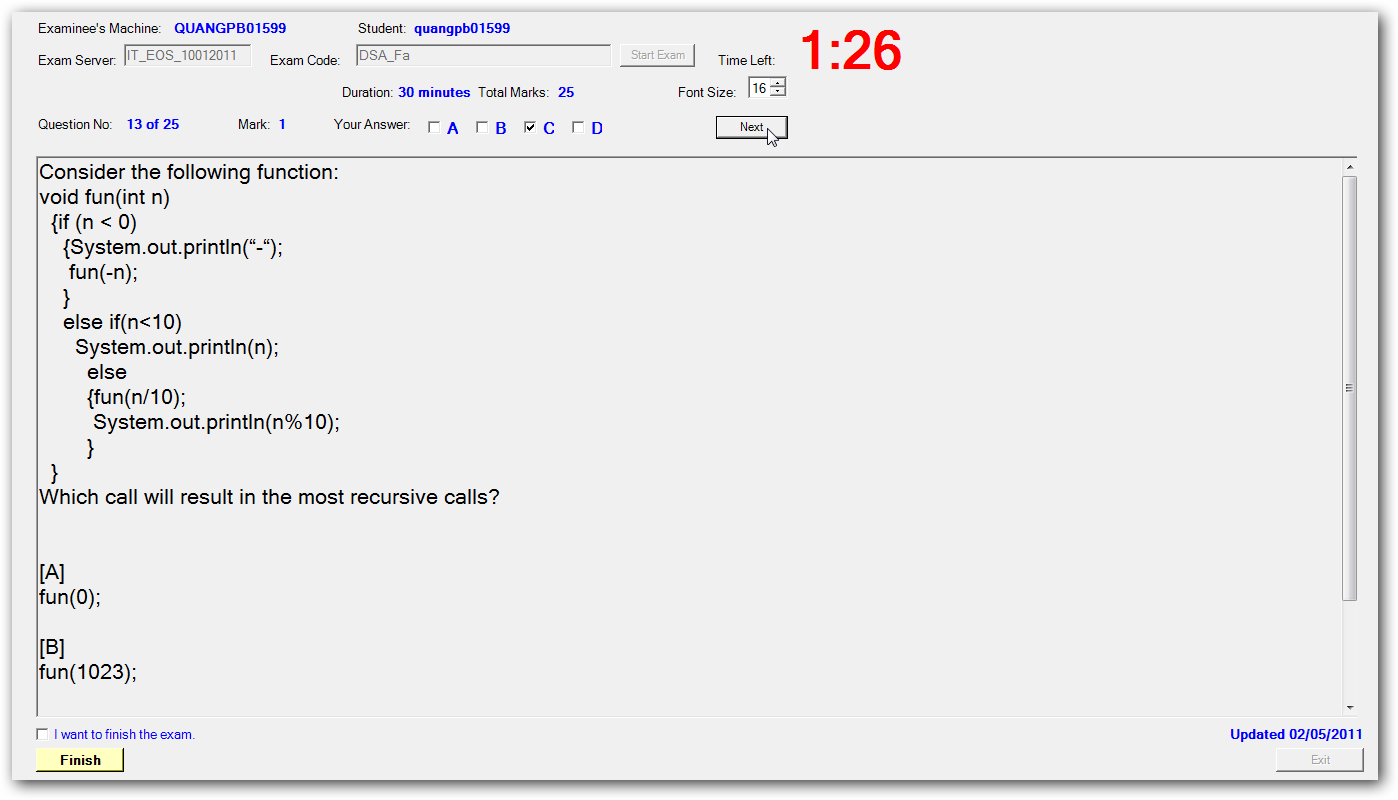 Examinee's Machine: QUANGPB01599 Student: quangpb01599
Exam Server: IT_EOS_10012011 Exam Code: DSA_Fa Start Exam Time Left: 1:26
Duration: 30 minutes Total Marks: 25 Font Size: 16
Question No: 13 of 25 Mark: 1 Your Answer: A B C D Next
Consider the following function:
void fun(int n)
{if (n < 0)
{System.out.println(“-“);
fun(-n);
}
else if(n<10)
System.out.println(n);
else
{fun(n/10);
System.out.println(n%10);
}
}
Which call will result in the most recursive calls?
[A]
fun(0);
[B]
fun(1023);
I want to finish the exam. Updated 02/05/2011
Finish Exit